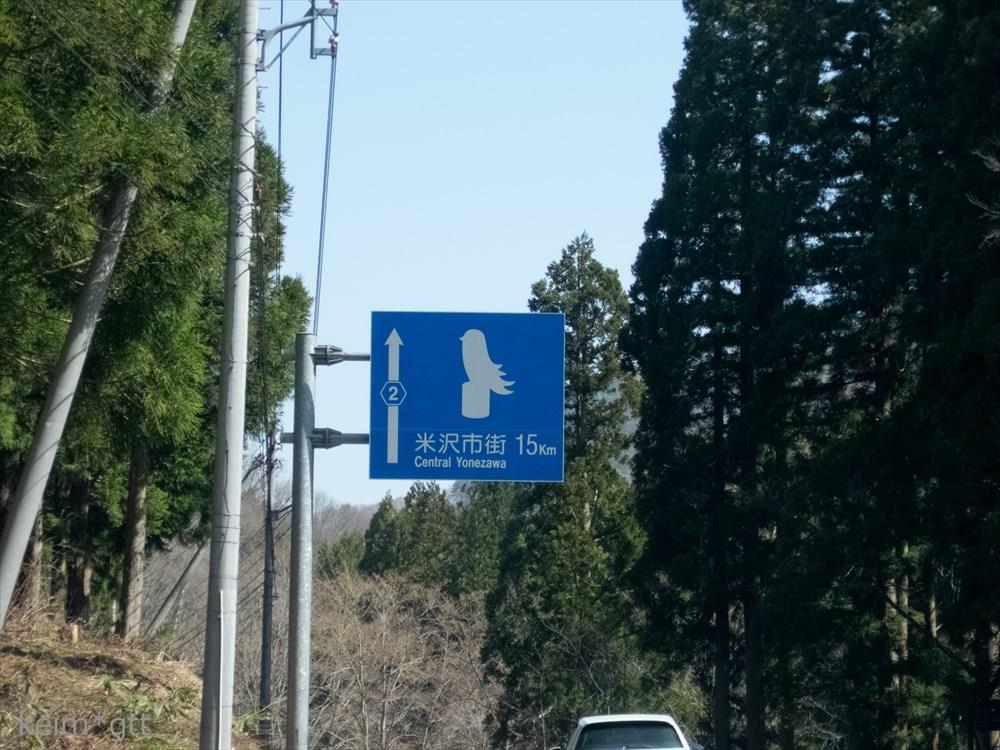 2
米沢市街 15Km
Central Yonezawa
keim*gtt